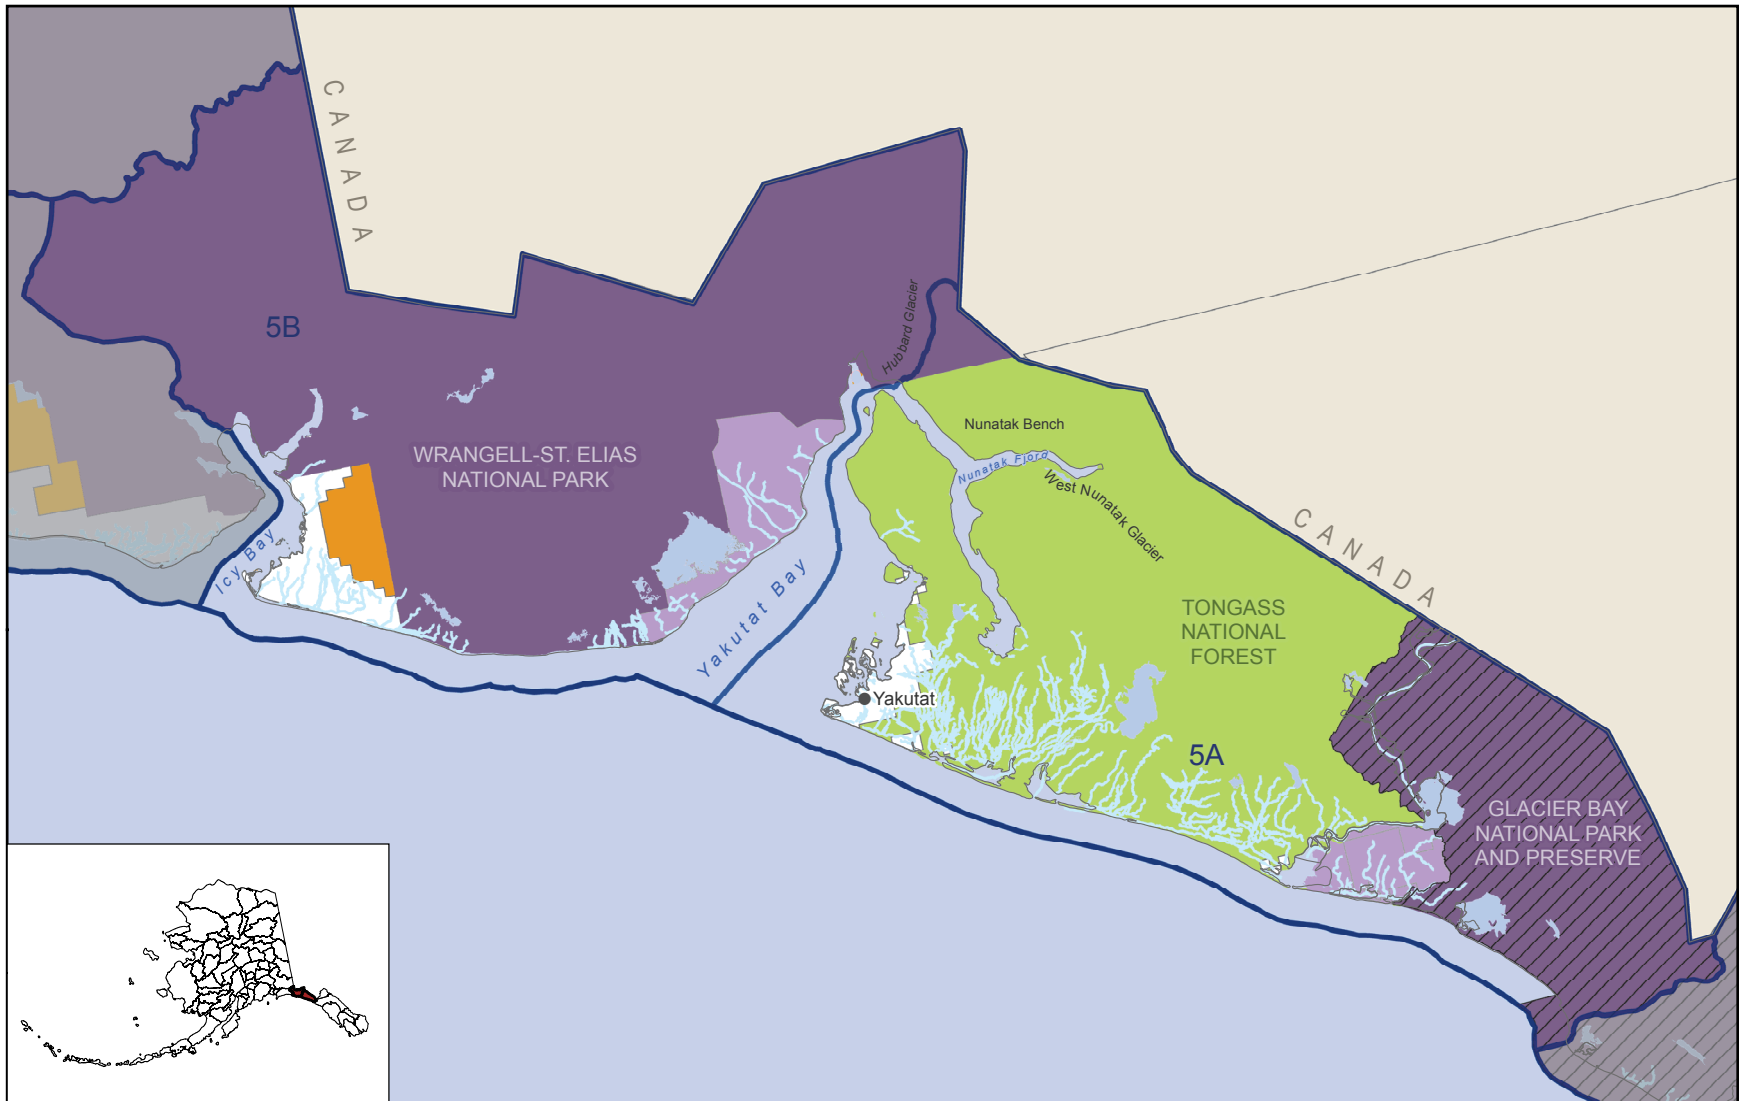 CANADA
5B
Hubbard Glacier
Nunatak Bench
WRANGELL-ST. ELIAS
NATIONAL PARK
Nunatak Fiord
West Nunatak Glacier
CANADA
Icy Bay
Yakutat Bay
TONGASS
NATIONAL
FOREST
Yakutat
5A
GLACIER BAY
NATIONAL PARK
AND PRESERVE